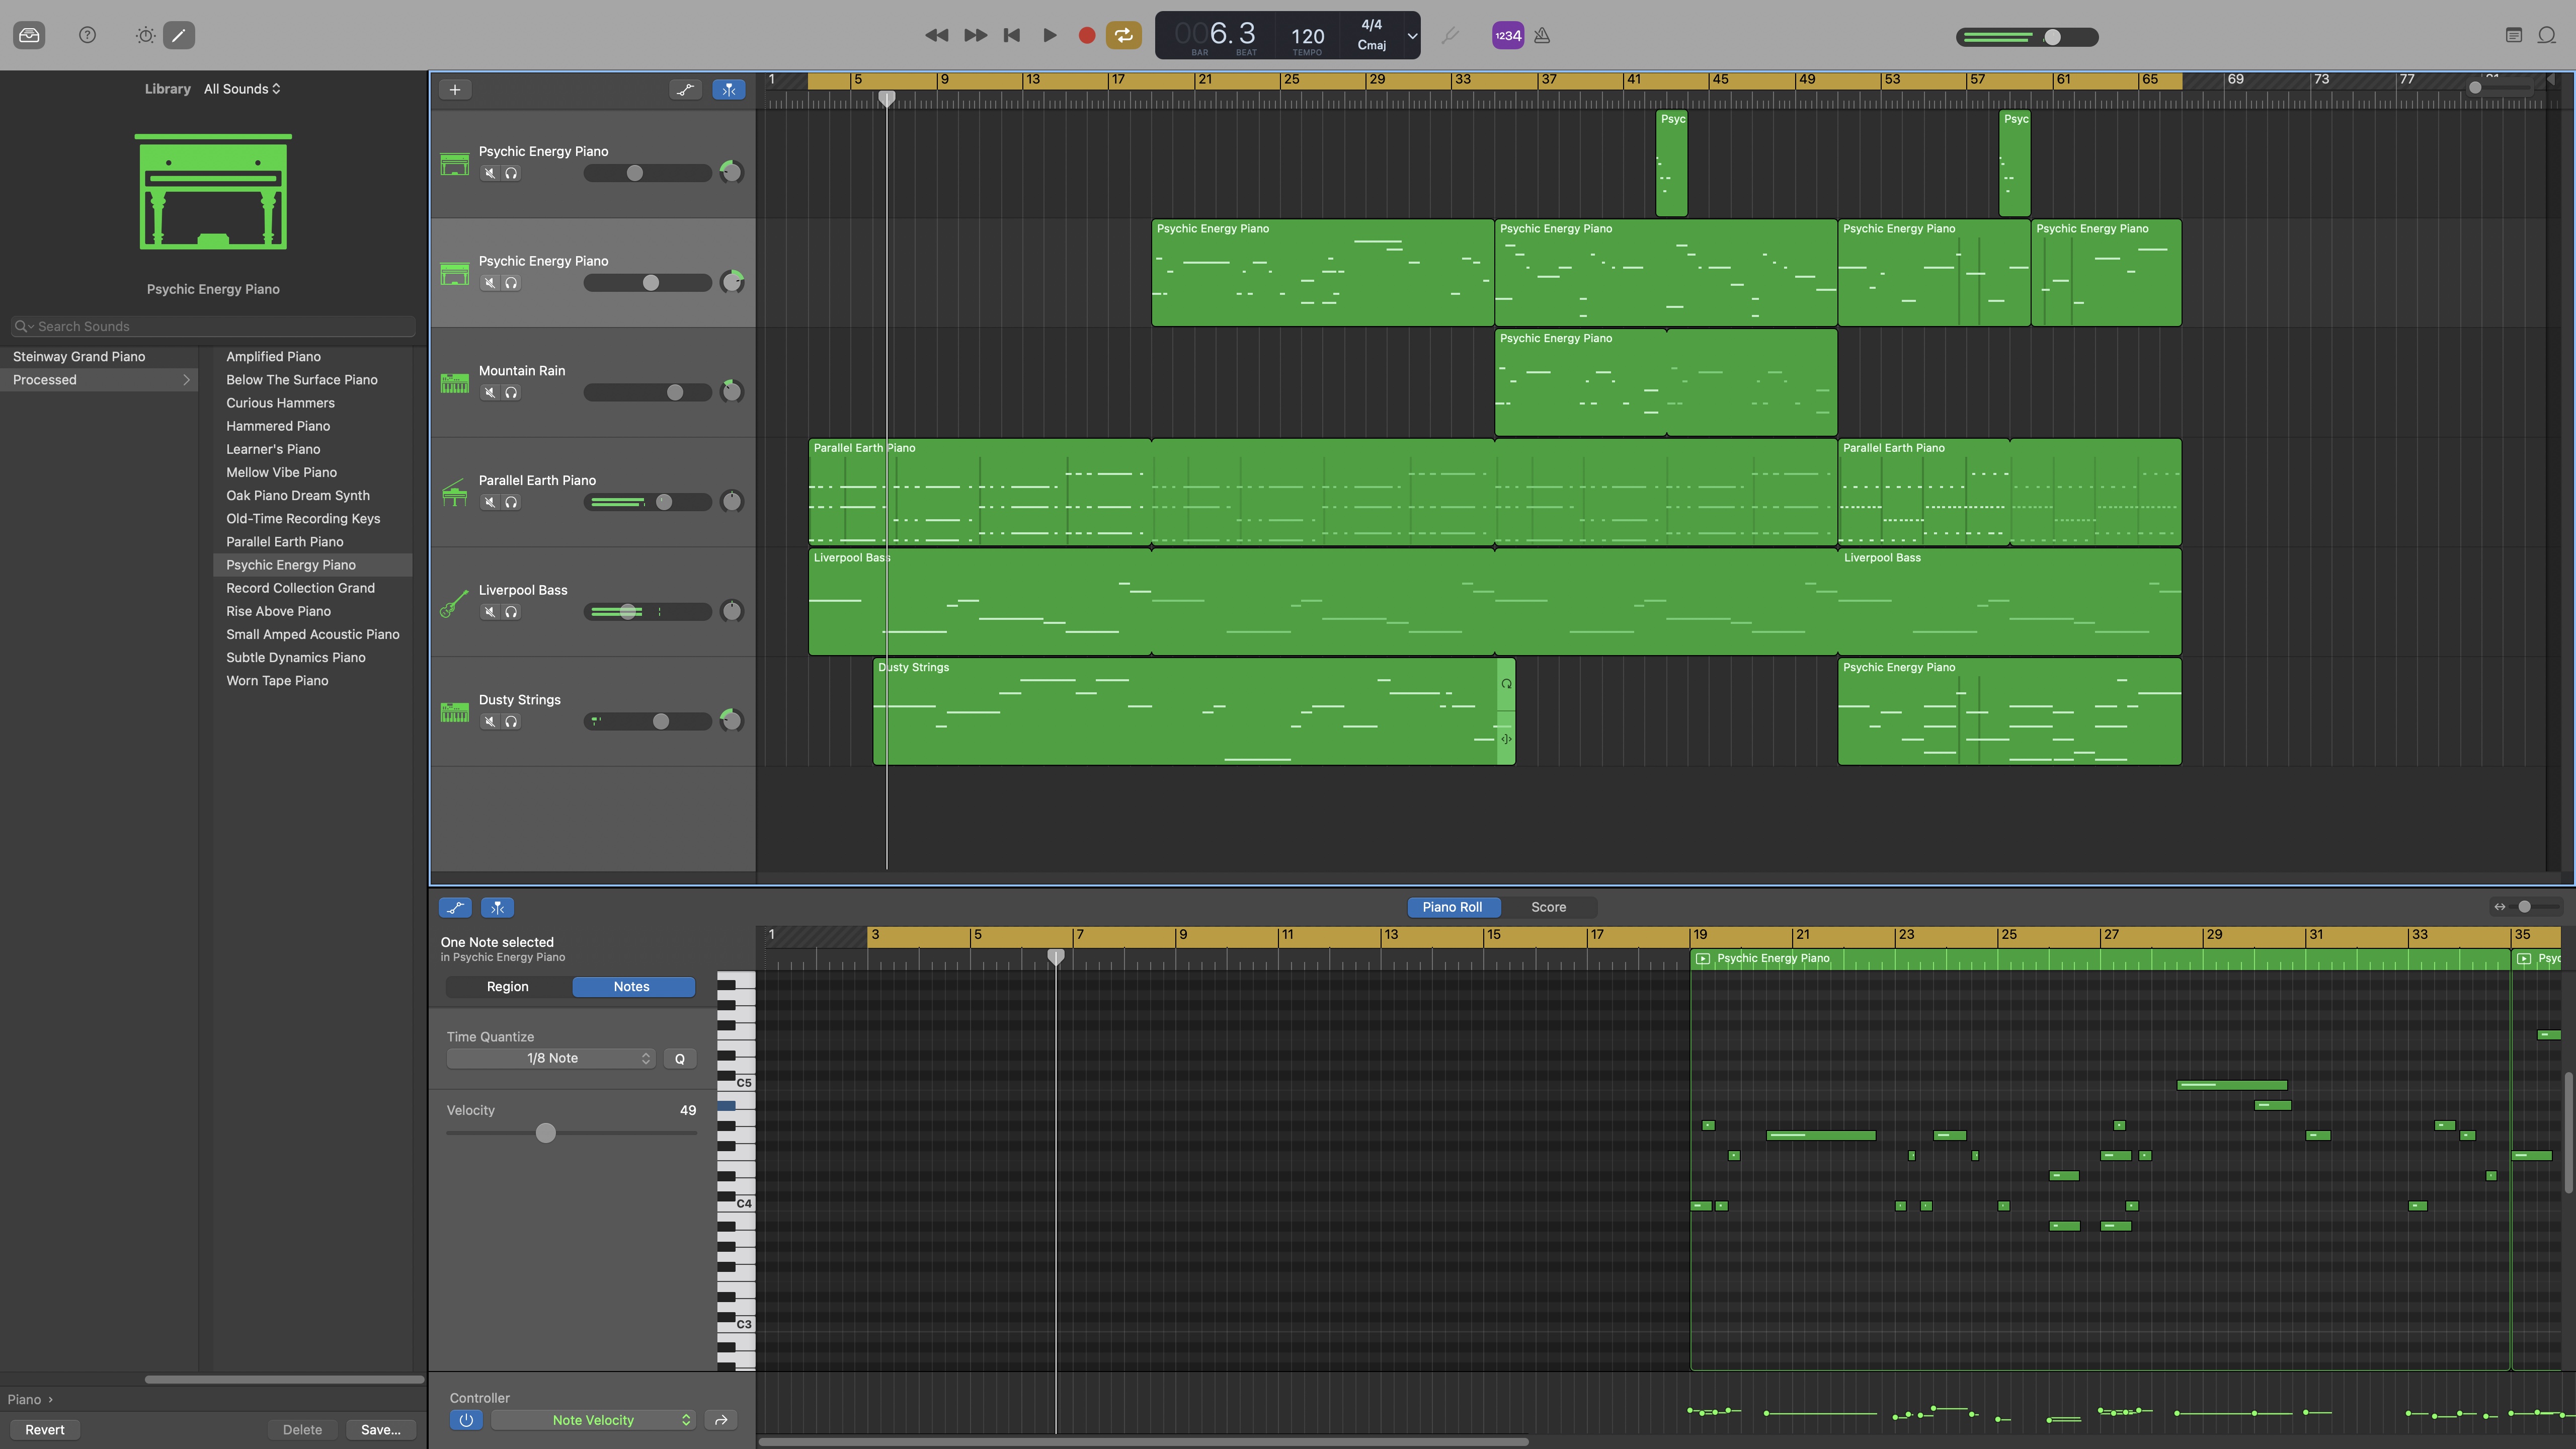 006.3
BAR
BEAT
120
TEMPO
4/4
Cmaj
1234
Library
All Sounds
Psychic Energy Piano
Search Sounds
Steinway Grand Piano
Processed
Amplified Piano
Below The Surface Piano
Curious Hammers
Hammered Piano
Learner's Piano
Mellow Vibe Piano
Oak Piano Dream Synth
Old-Time Recording Keys
Parallel Earth Piano
Psychic Energy Piano
Record Collection Grand
Rise Above Piano
Small Amped Acoustic Piano
Subtle Dynamics Piano
Worn Tape Piano
Piano ›
Revert
Delete
Save...
1 5 9 13 17 21 25 29 33 37 41 45 49 53 57 61 65 69 73 77
Psychic Energy Piano
Psyc
Psyc
Psychic Energy Piano
Psychic Energy Piano
Psychic Energy Piano
Psychic Energy Piano
Psychic Energy Piano
Mountain Rain
Psychic Energy Piano
Parallel Earth Piano
Parallel Earth Piano
Parallel Earth Piano
Liverpool Bass
Liverpool Bass
Liverpool Bass
Dusty Strings
Dusty Strings
Psychic Energy Piano
Piano Roll
Score
One Note selected
in Psychic Energy Piano
Region
Notes
Time Quantize
1/8 Note
Q
Velocity
49
1 3 5 7 9 11 13 15 17 19 21 23 25 27 29 31 33 35
Psychic Energy Piano
Psyc
C5
C4
C3
Controller
Note Velocity